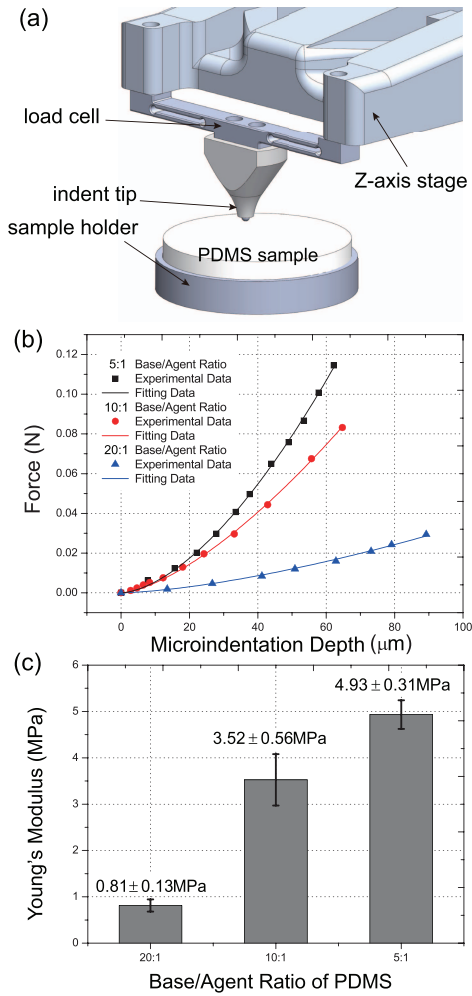 (a)
load cell
indent tip
sample holder
Z-axis stage
PDMS sample
(b)
5:1 Base/Agent Ratio
Experimental Data
Fitting Data
10:1 Base/Agent Ratio
Experimental Data
Fitting Data
20:1 Base/Agent Ratio
Experimental Data
Fitting Data
Force (N)
0.12
0.10
0.08
0.06
0.04
0.02
0.00
0 20 40 60 80 100
Microindentation Depth (μm)
(c)
Young's Modulus (MPa)
6
5
4
3
2
1
0
0.81±0.13MPa
3.52±0.56MPa
4.93±0.31MPa
20:1 10:1 5:1
Base/Agent Ratio of PDMS